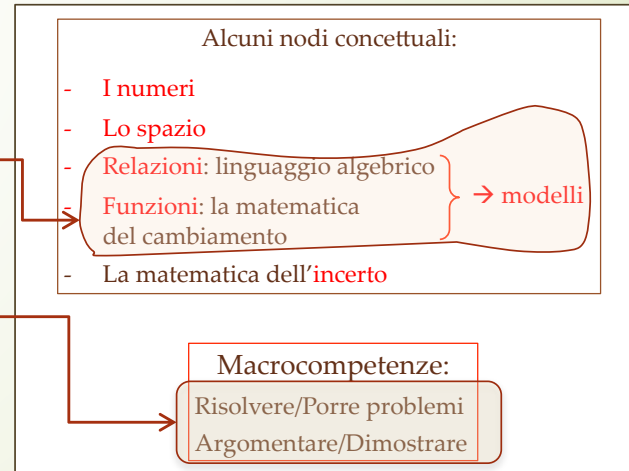 Alcuni nodi concettuali:
- I numeri
- Lo spazio
- Relazioni: linguaggio algebrico
- Funzioni: la matematica
del cambiamento
→ modelli
- La matematica dell'incerto
Macrocompetenze:
Risolvere/Porre problemi
Argomentare/Dimostrare